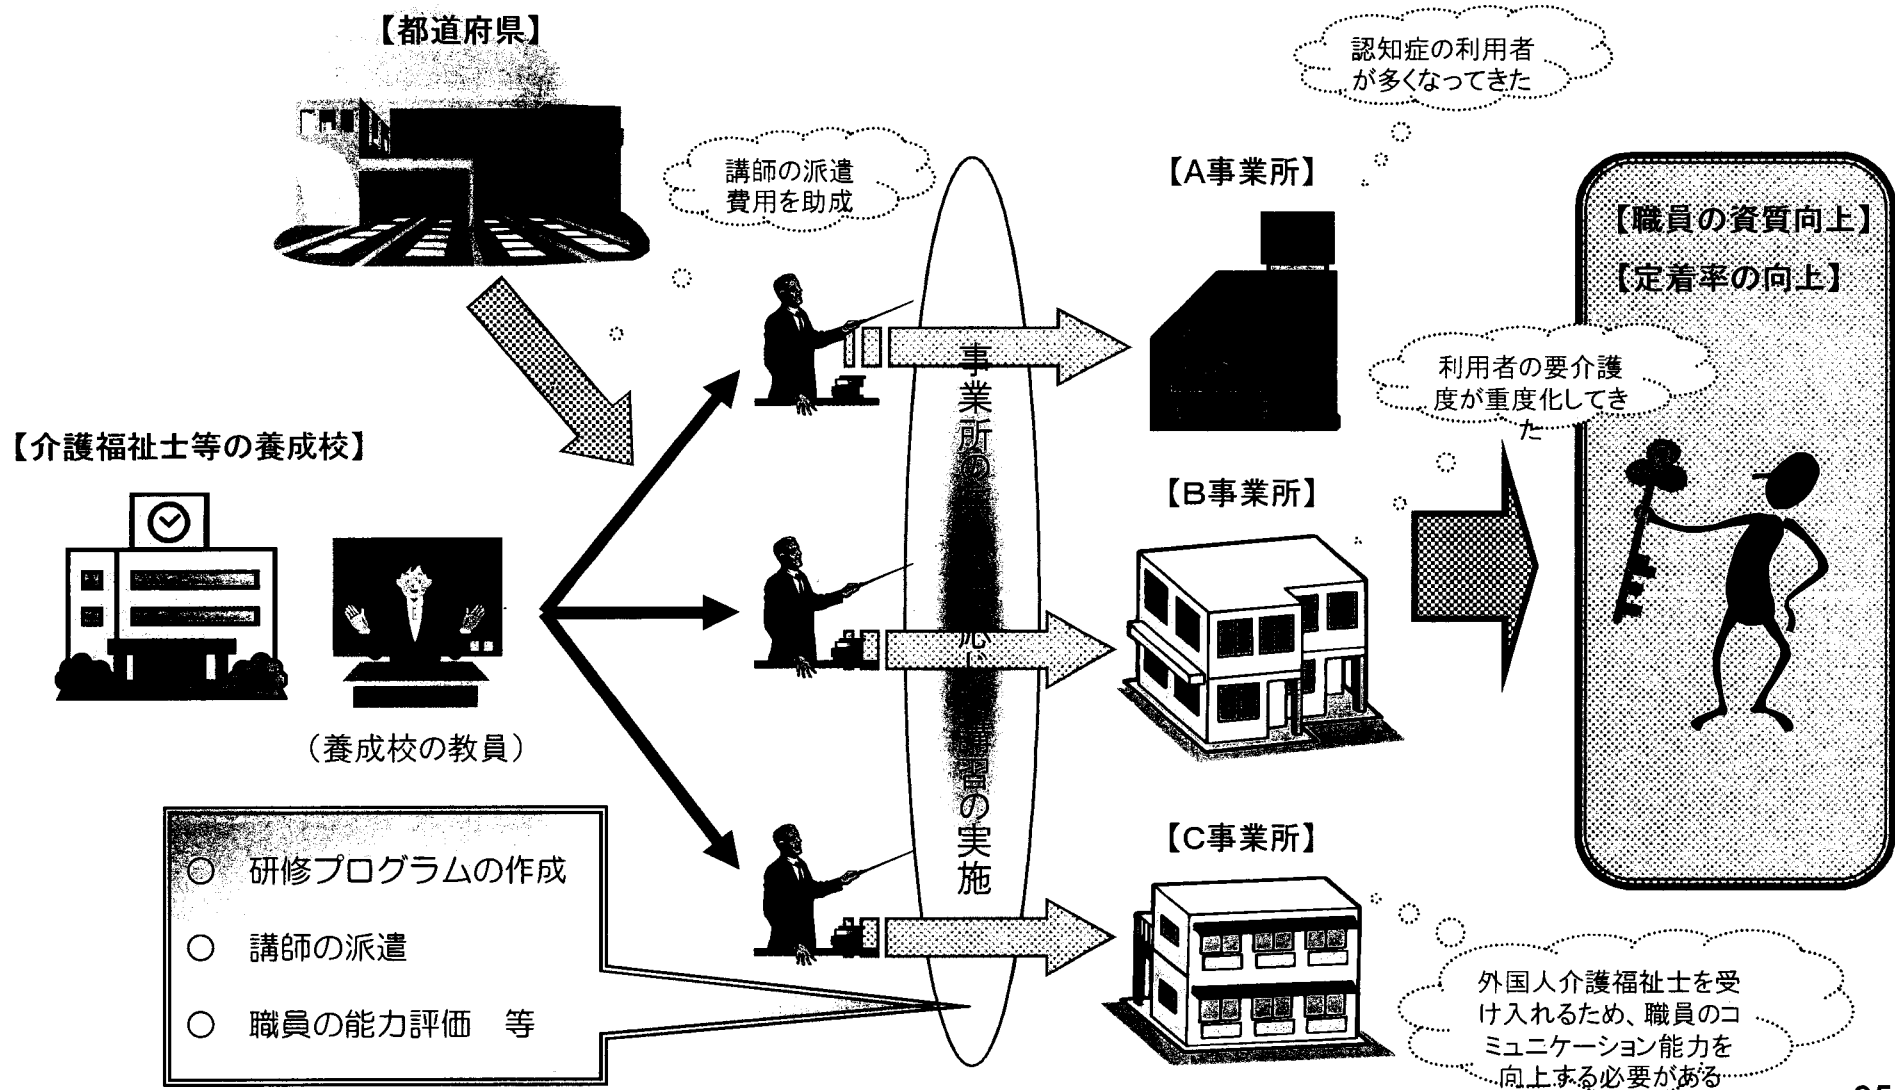 【都道府県】
認知症の利用者
が多くなってきた
講師の派遣
費用を助成
【A事業所】
【職員の資質向上】
【定着率の向上】
利用者の要介護
度が重度化してき
た
【介護福祉士等の養成校】
【B事業所】
(養成校の教員)
事業所の
習の実施
【C事業所】
○ 研修プログラムの作成
○ 講師の派遣
○ 職員の能力評価 等
外国人介護福祉士を受
け入れるため、職員のコ
ミュニケーション能力を
向上する必要がある